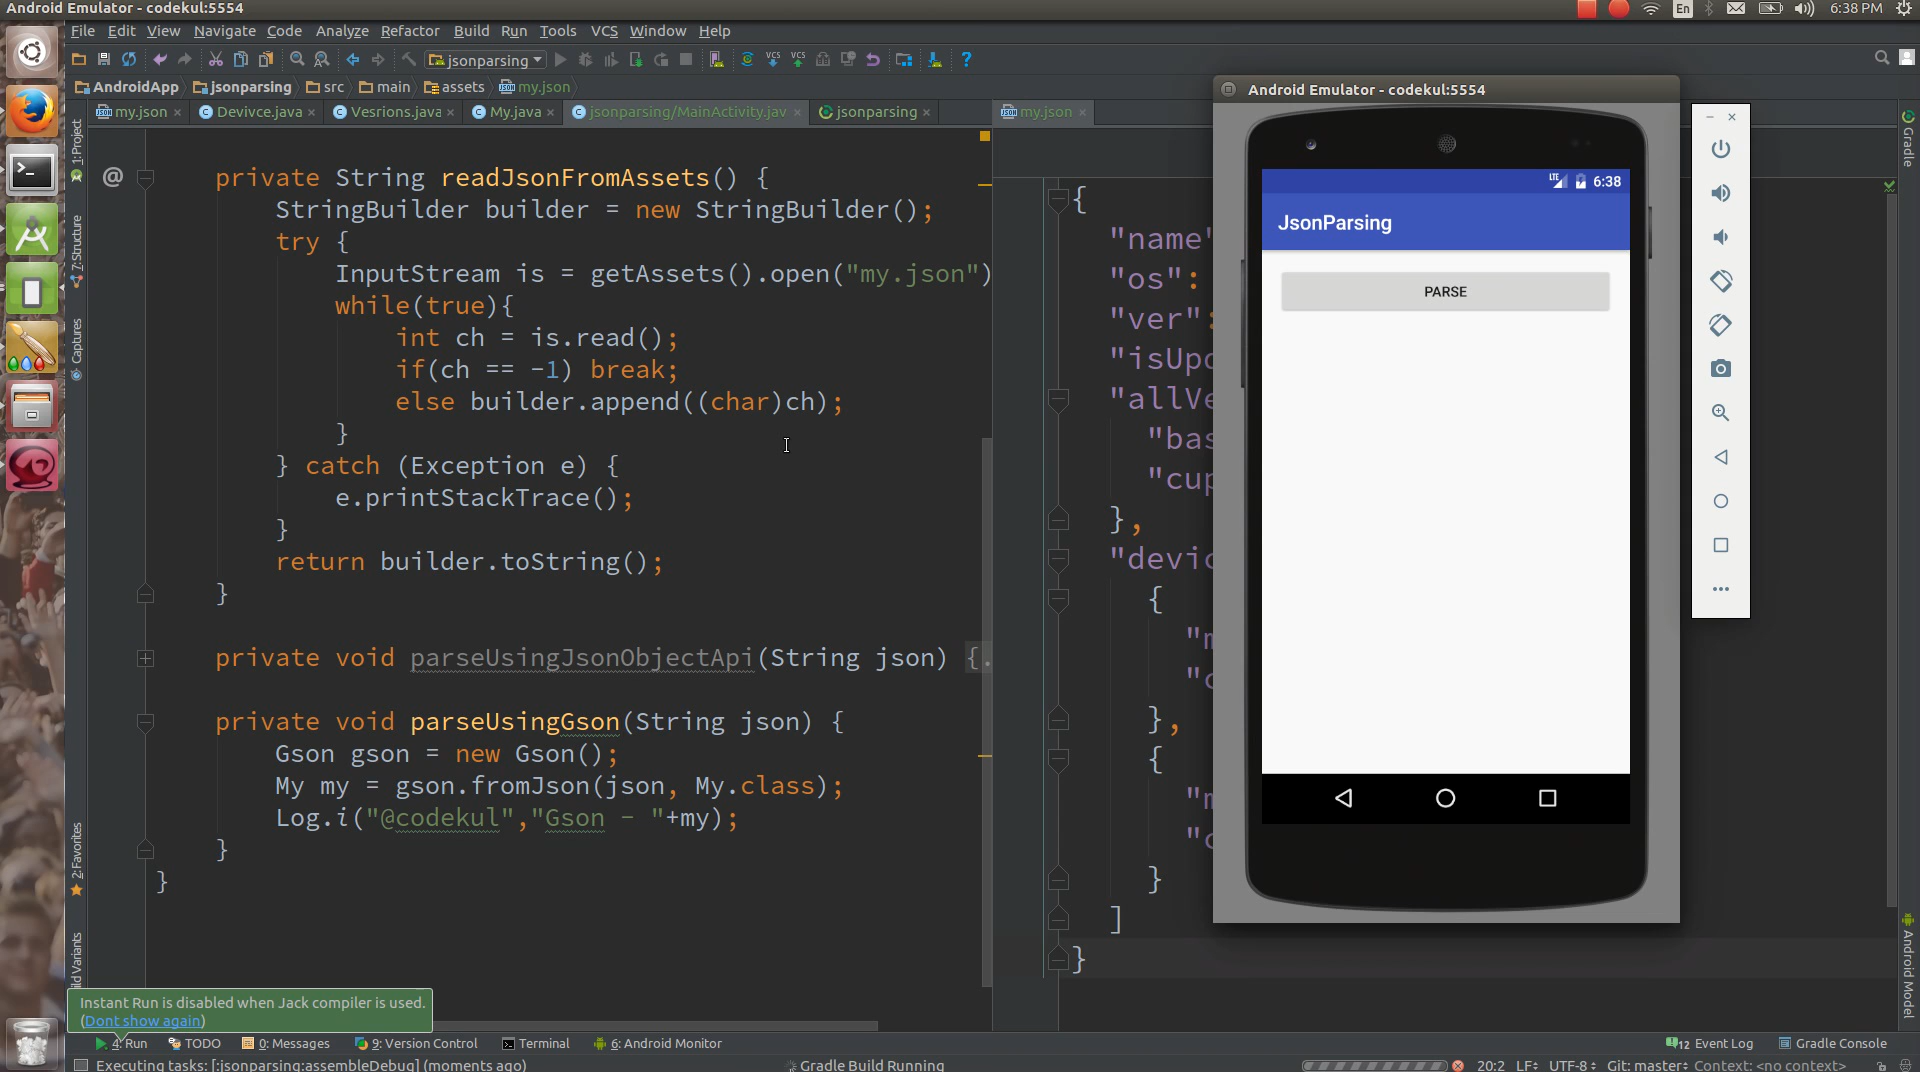 Android Emulator - codekul:5554
En
6:38 PM
File Edit View Navigate Code Analyze Refactor Build Run Tools VCS Window Help
jsonparsing
VCS VCS
?
AndroidApp jsonparsing src main assets my.json
my.json
Devivce.java
Vesrions.java
My.java
jsonparsing/MainActivity.jav
jsonparsing
my.json
1: Project
7: Structure
Captures
2: Favorites
ild Variants
Gradle
Android Model
@
private String readJsonFromAssets() {
StringBuilder builder = new StringBuilder();
try {
InputStream is = getAssets().open("my.json")
while(true){
int ch = is.read();
if(ch == -1) break;
else builder.append((char)ch);
}
} catch (Exception e) {
e.printStackTrace();
}
return builder.toString();
}
private void parseUsingJsonObjectApi(String json) {.
private void parseUsingGson(String json) {
Gson gson = new Gson();
My my = gson.fromJson(json, My.class);
Log.i("@codekul","Gson - "+my);
}
}
{
"name"
"os":
"ver":
"isUpd
"allVe
"bas
"cup
},
"devic
{
"m
"c
},
{
"m
"c
}
]
}
Android Emulator - codekul:5554
LTE
6:38
JsonParsing
PARSE
Instant Run is disabled when Jack compiler is used.
(Dont show again)
4: Run
TODO
0: Messages
9: Version Control
Terminal
6: Android Monitor
12 Event Log
Gradle Console
Executing tasks: [:jsonparsing:assembleDebug] (moments ago)
Gradle Build Running
20:2 LF UTF-8 Git: master Context: <no context>